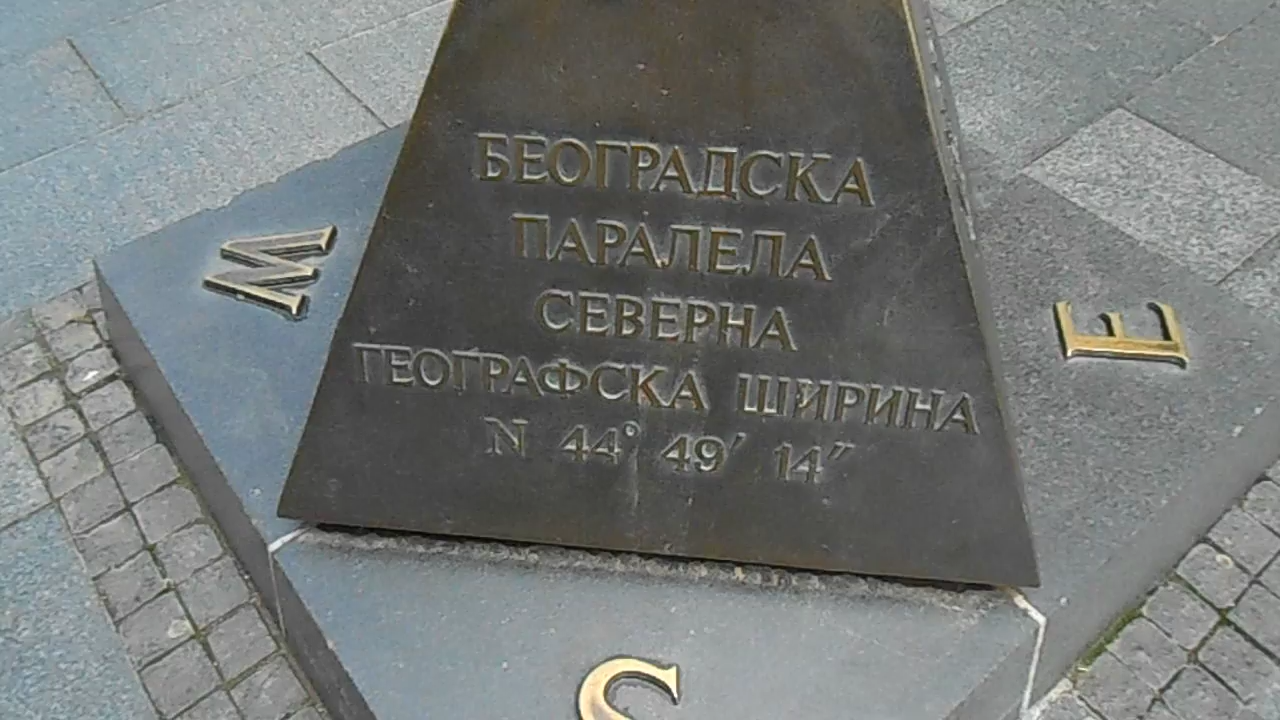 БЕОГРАДСКА
ПАРАЛЕЛА
СЕВЕРНА
ГЕОГРАФСКА ШИРИНА
N 44° 49′ 14″
W
E
S